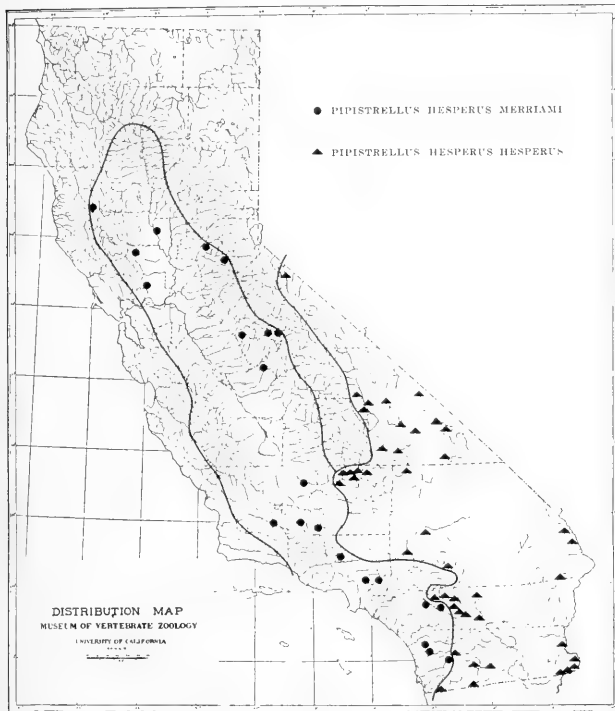 ● PIPISTRELLUS HESPERUS MERRIAMI
▲ PIPISTRELLUS HESPERUS HESPERUS
DISTRIBUTION MAP
MUSEUM OF VERTEBRATE ZOOLOGY
UNIVERSITY OF CALIFORNIA